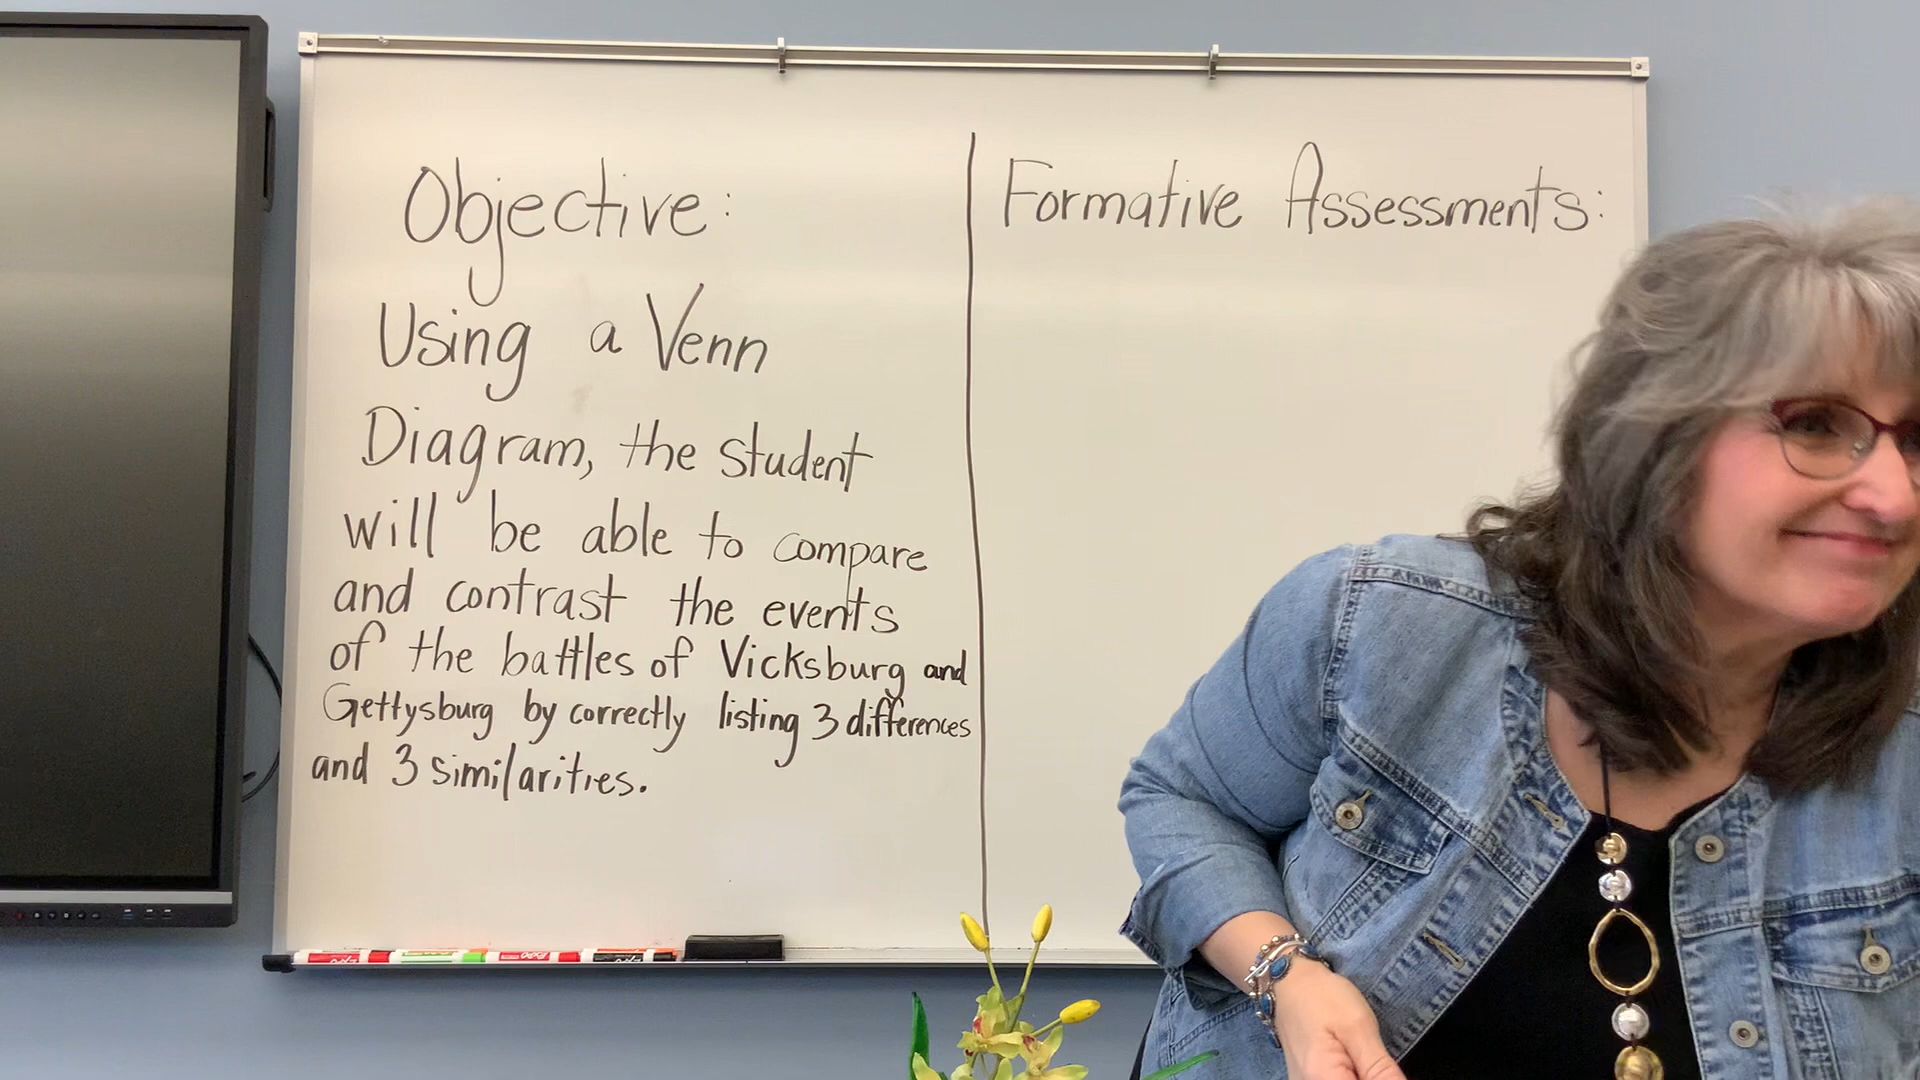 Objective:
Using a Venn
Diagram, the student
will be able to compare
and contrast the events
of the battles of Vicksburg and
Gettysburg by correctly listing 3 differences
and 3 similarities.
Formative Assessments: